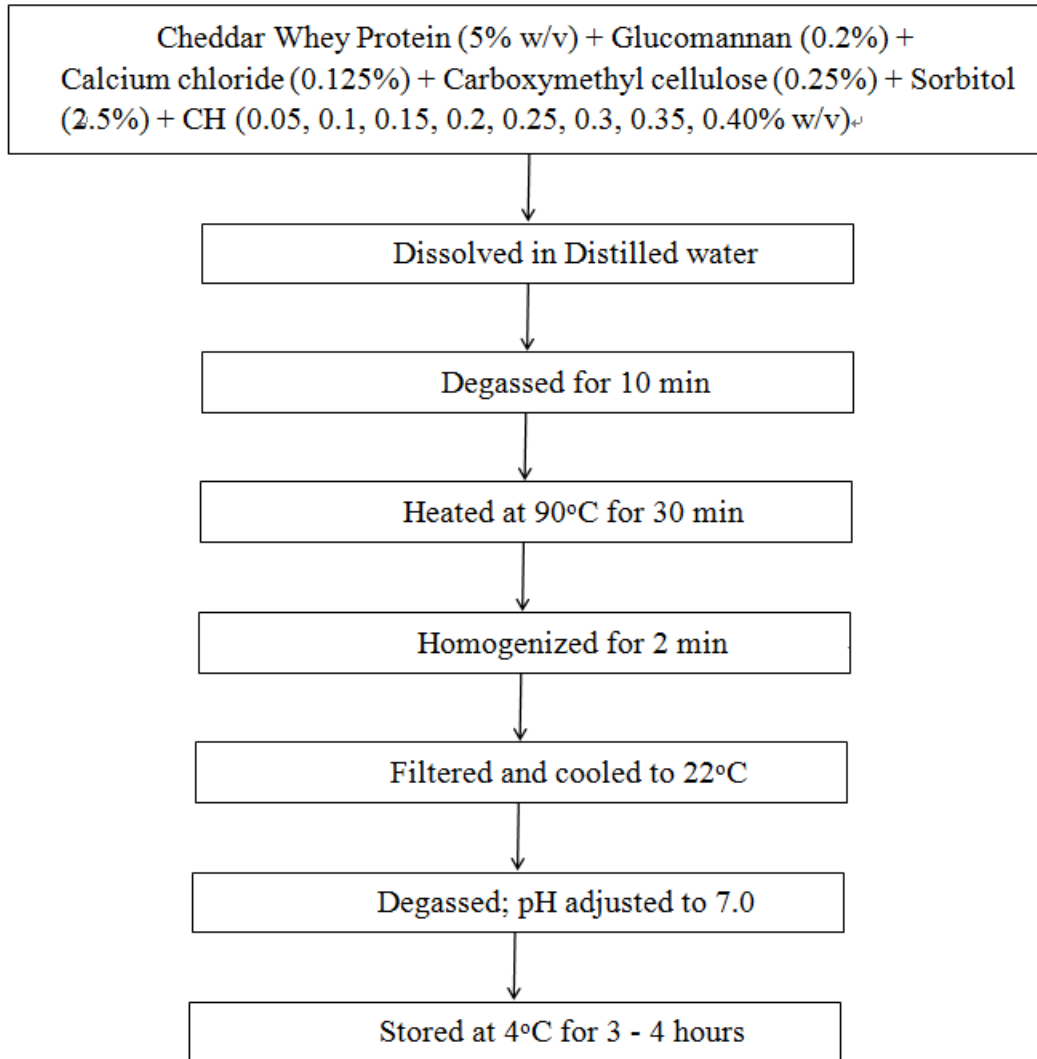 Cheddar Whey Protein (5% w/v) + Glucomannan (0.2%) +
Calcium chloride (0.125%) + Carboxymethyl cellulose (0.25%) + Sorbitol
(2.5%) + CH (0.05, 0.1, 0.15, 0.2, 0.25, 0.3, 0.35, 0.40% w/v)↵
Dissolved in Distilled water
Degassed for 10 min
Heated at 90°C for 30 min
Homogenized for 2 min
Filtered and cooled to 22°C
Degassed; pH adjusted to 7.0
Stored at 4°C for 3 - 4 hours